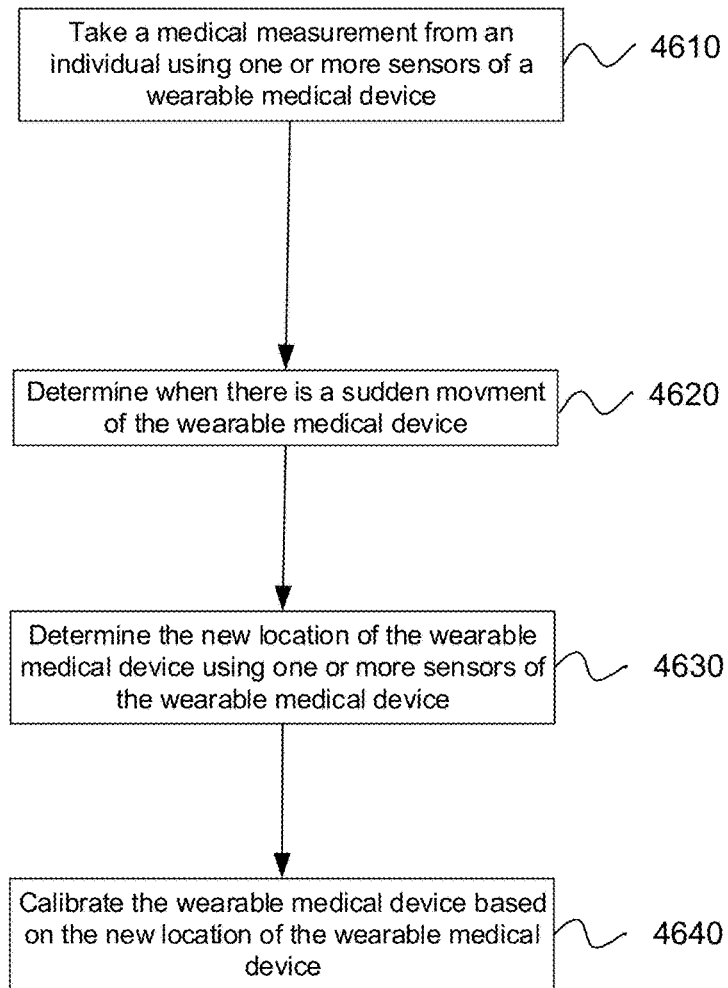 Take a medical measurement from an
individual using one or more sensors of a
wearable medical device
4610
Determine when there is a sudden movment
of the wearable medical device
4620
Determine the new location of the wearable
medical device using one or more sensors of
the wearable medical device
4630
Calibrate the wearable medical device based
on the new location of the wearable medical
device
4640